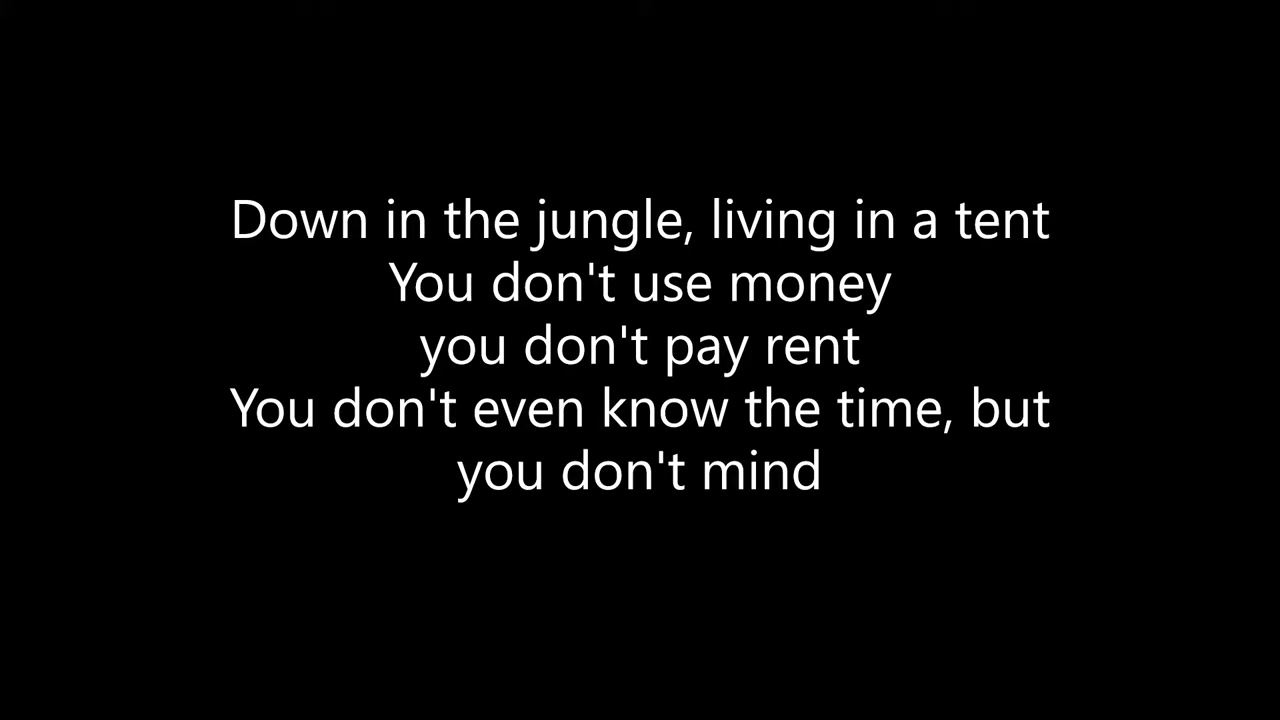 Down in the jungle, living in a tent
You don't use money
you don't pay rent
You don't even know the time, but
you don't mind